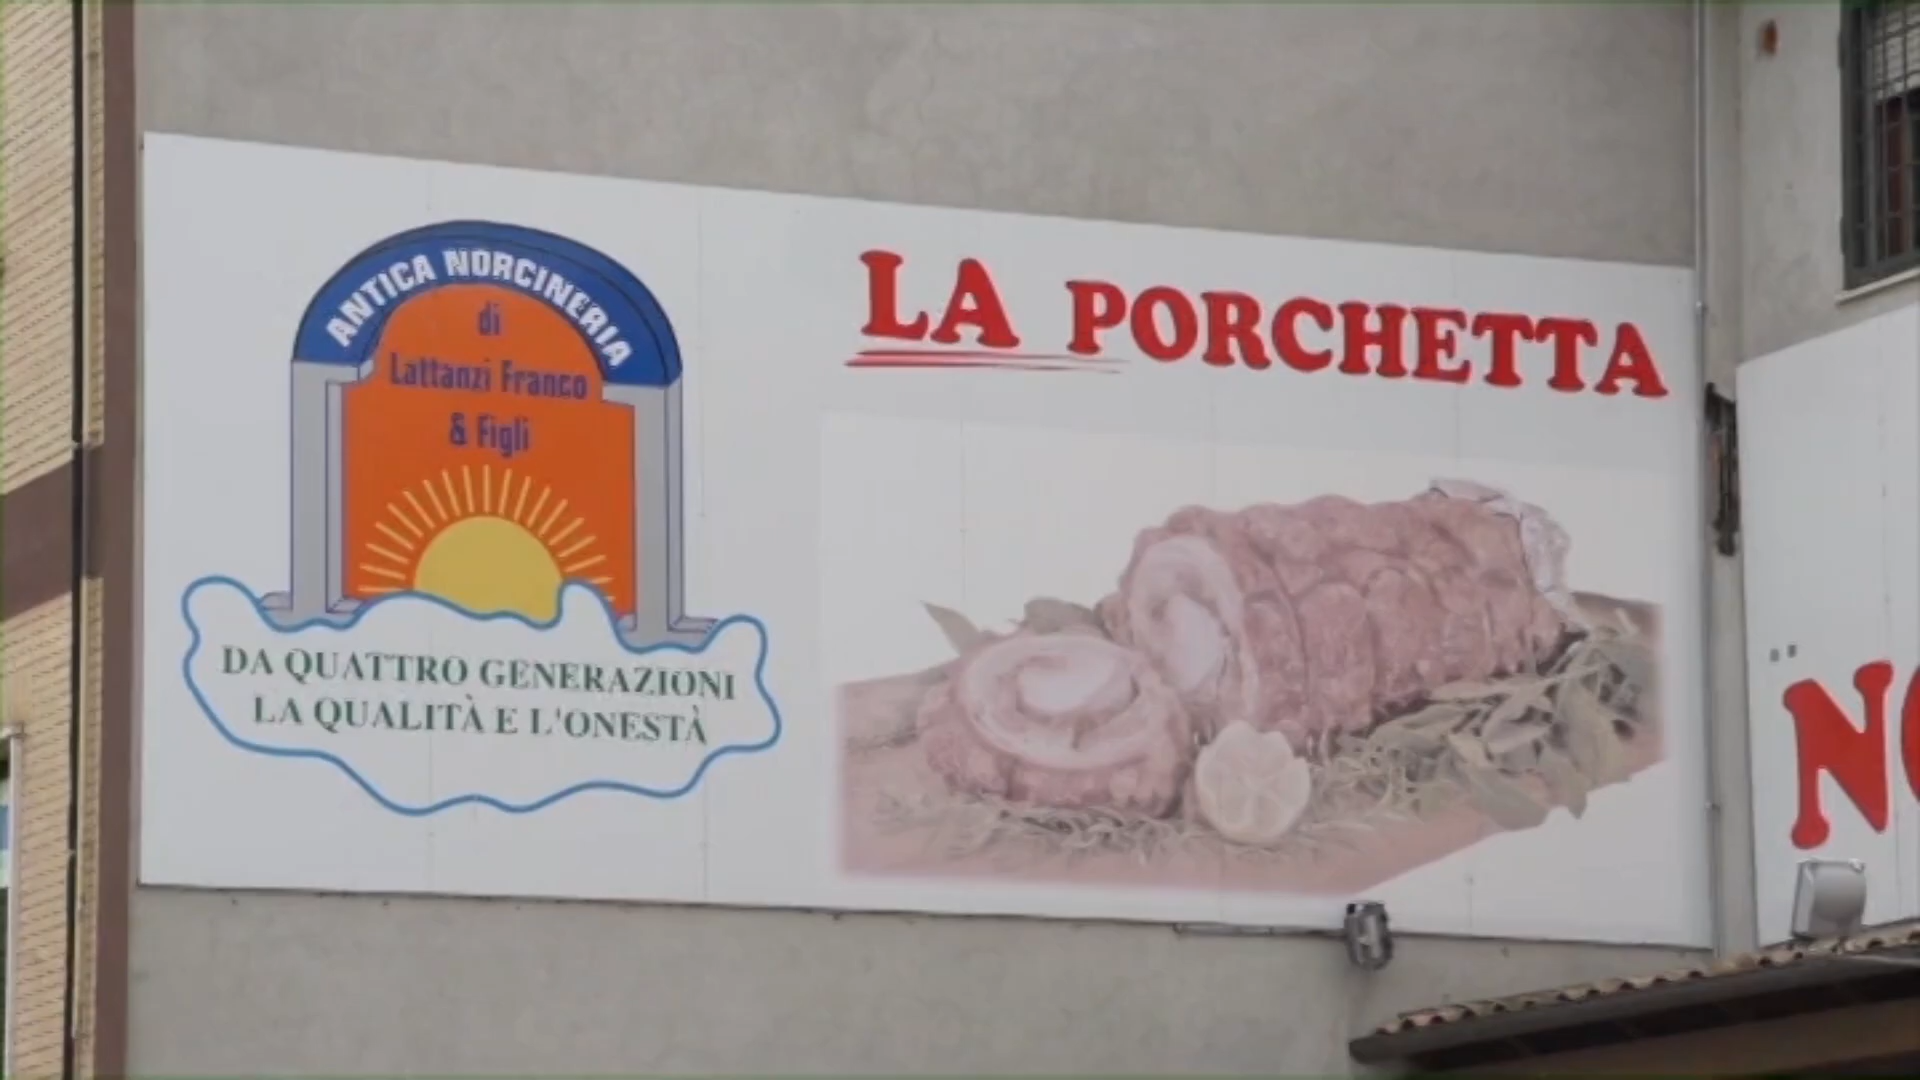 ANTICA NORCINERIA
di
Lattanzi Franco
& Figli
DA QUATTRO GENERAZIONI
LA QUALITÀ E L'ONESTÀ
LA PORCHETTA